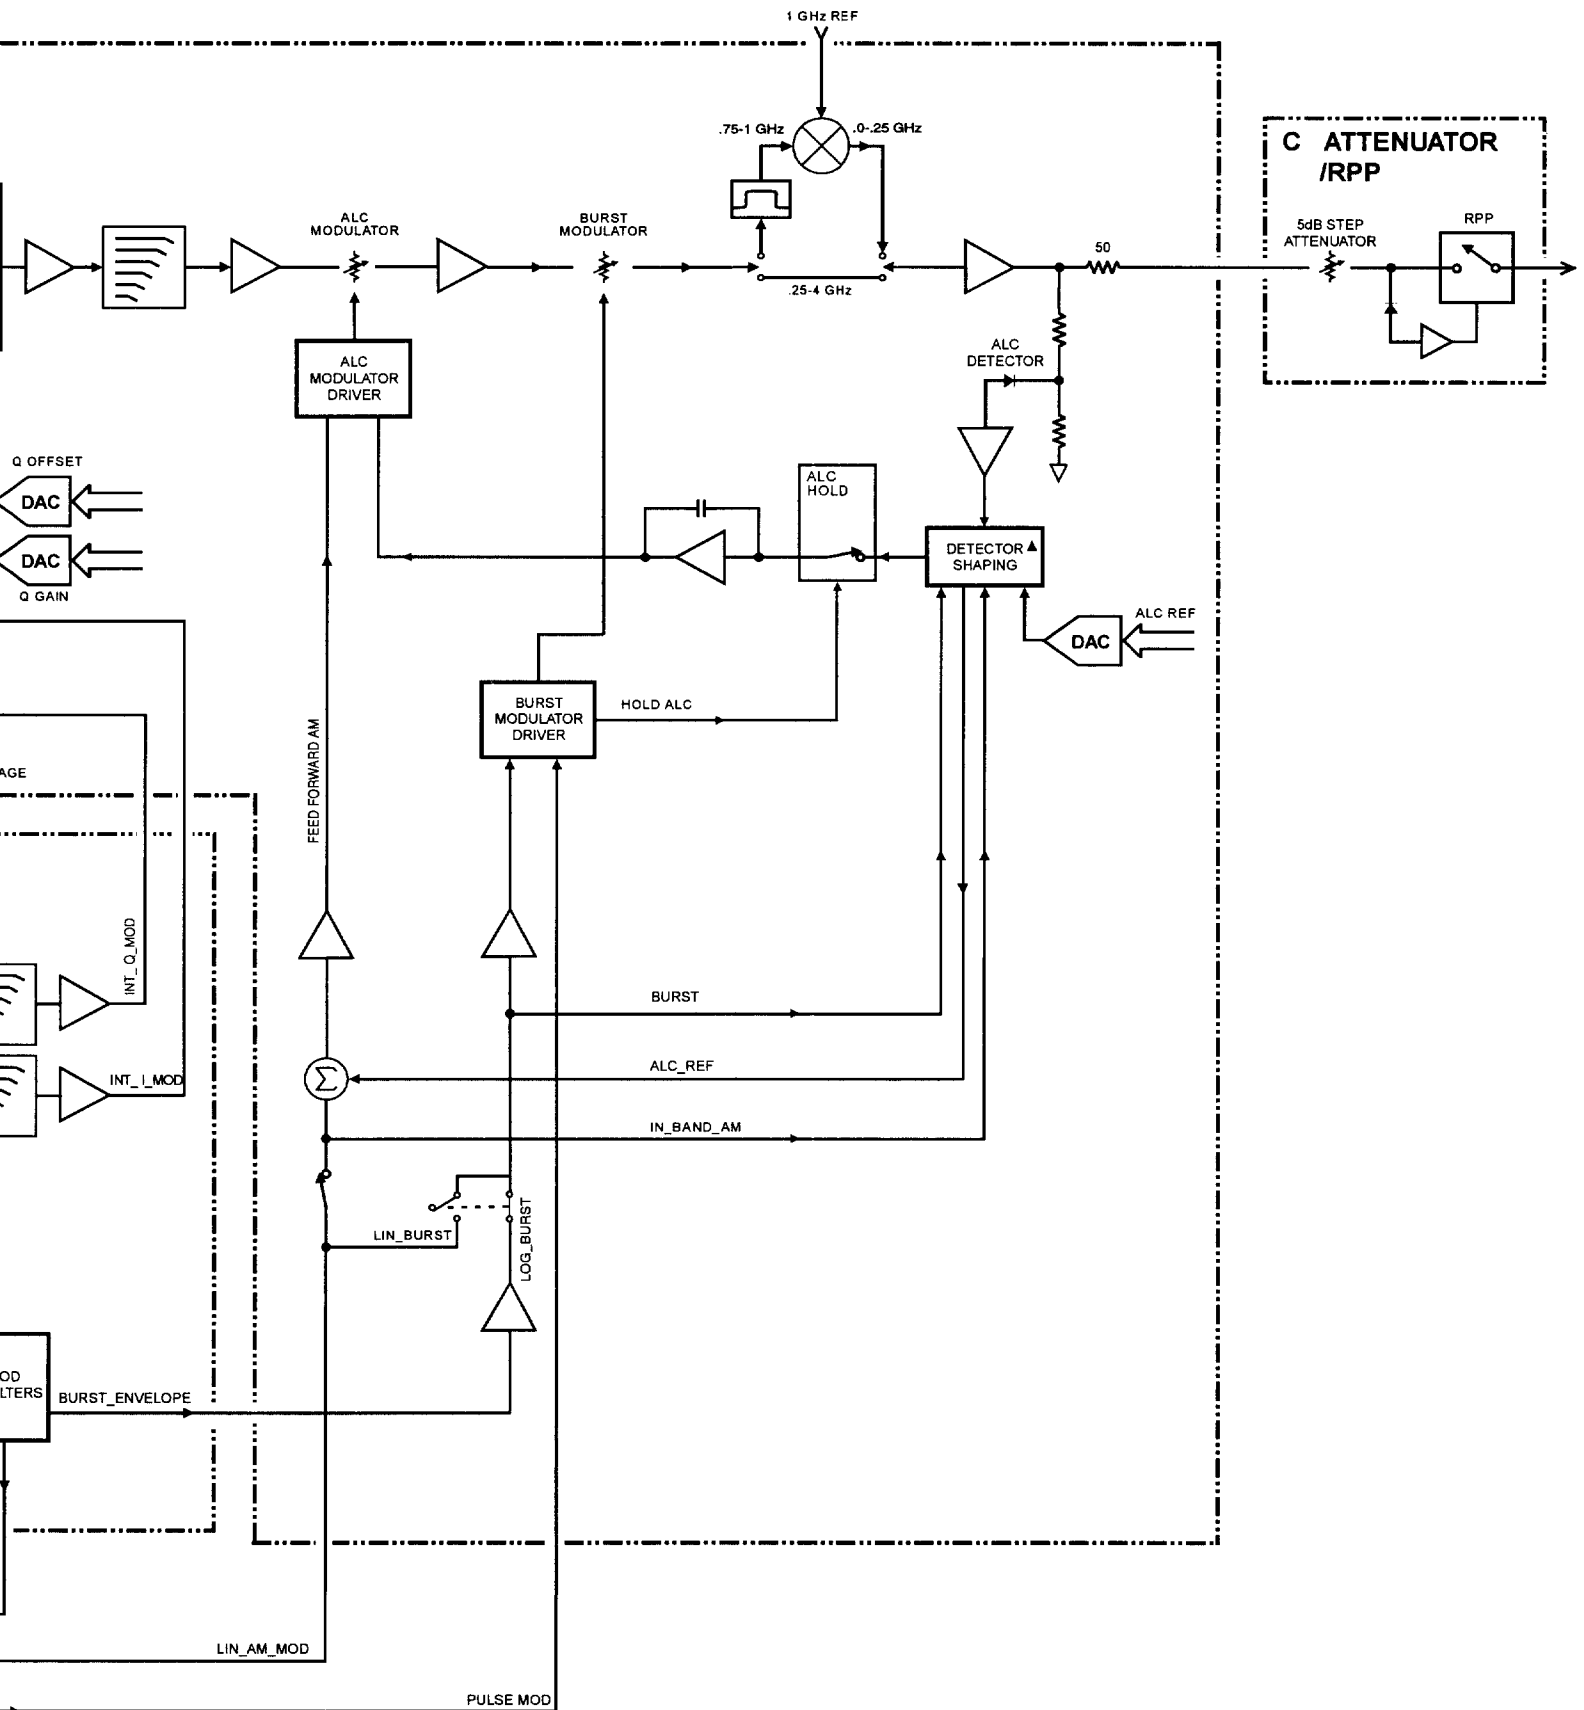 1 GHz REF
.75-1 GHz
.0-.25 GHz
C ATTENUATOR
/RPP
ALC
MODULATOR
BURST
MODULATOR
5dB STEP
ATTENUATOR
RPP
50
.25-4 GHz
ALC
DETECTOR
ALC
MODULATOR
DRIVER
Q OFFSET
DAC
DAC
Q GAIN
ALC
HOLD
DETECTOR
SHAPING
ALC REF
DAC
BURST
MODULATOR
DRIVER
HOLD ALC
FEED FORWARD AM
AGE
INT_Q_MOD
BURST
INT_I_MOD
Σ
ALC_REF
IN_BAND_AM
LIN_BURST
LOG_BURST
OD
LTERS
BURST_ENVELOPE
LIN_AM_MOD
PULSE MOD